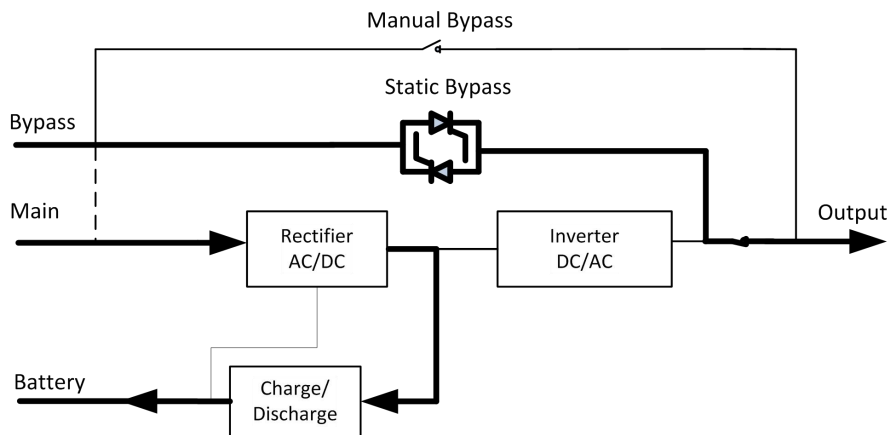 Manual Bypass
Static Bypass
Bypass
Main
Rectifier
AC/DC
Inverter
DC/AC
Output
Battery
Charge/
Discharge